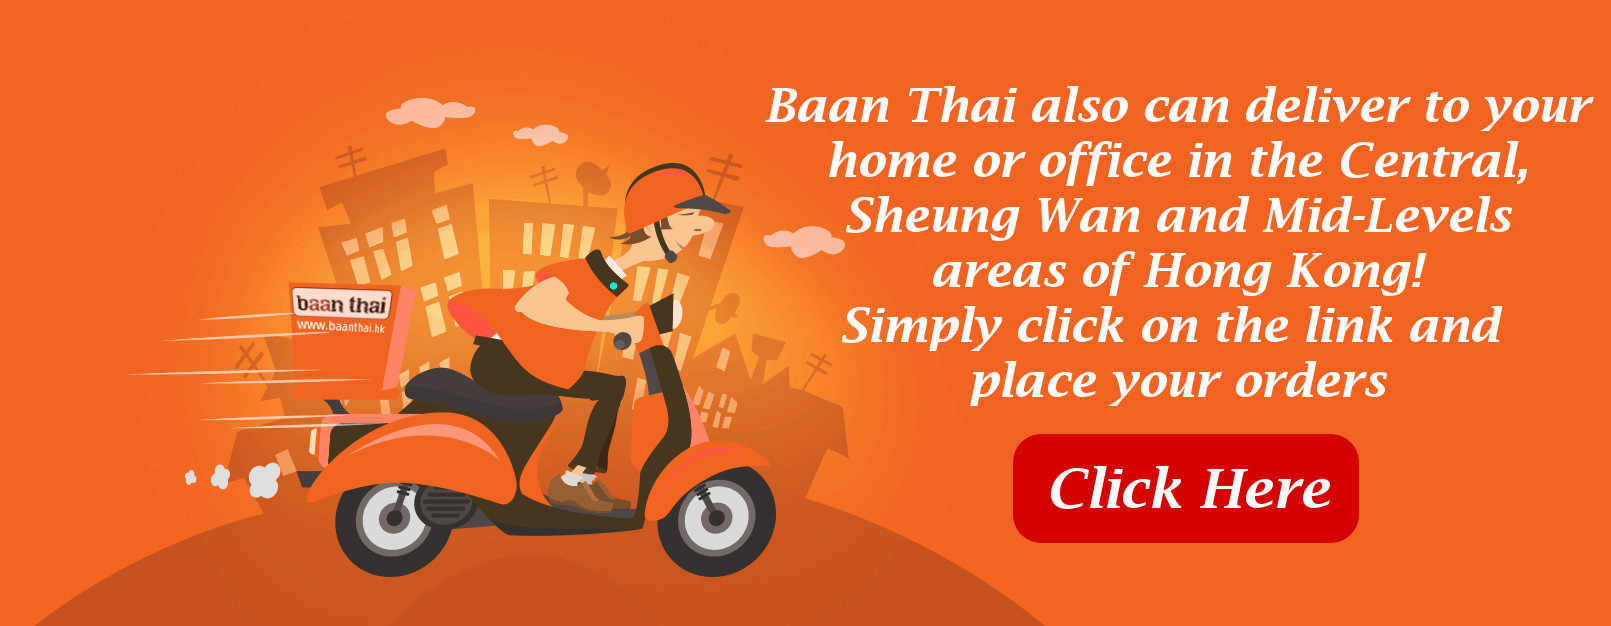 Baan Thai also can deliver to your
home or office in the Central,
Sheung Wan and Mid-Levels
areas of Hong Kong!
Simply click on the link and
place your orders
Click Here
baan thai
www.baanthai.hk